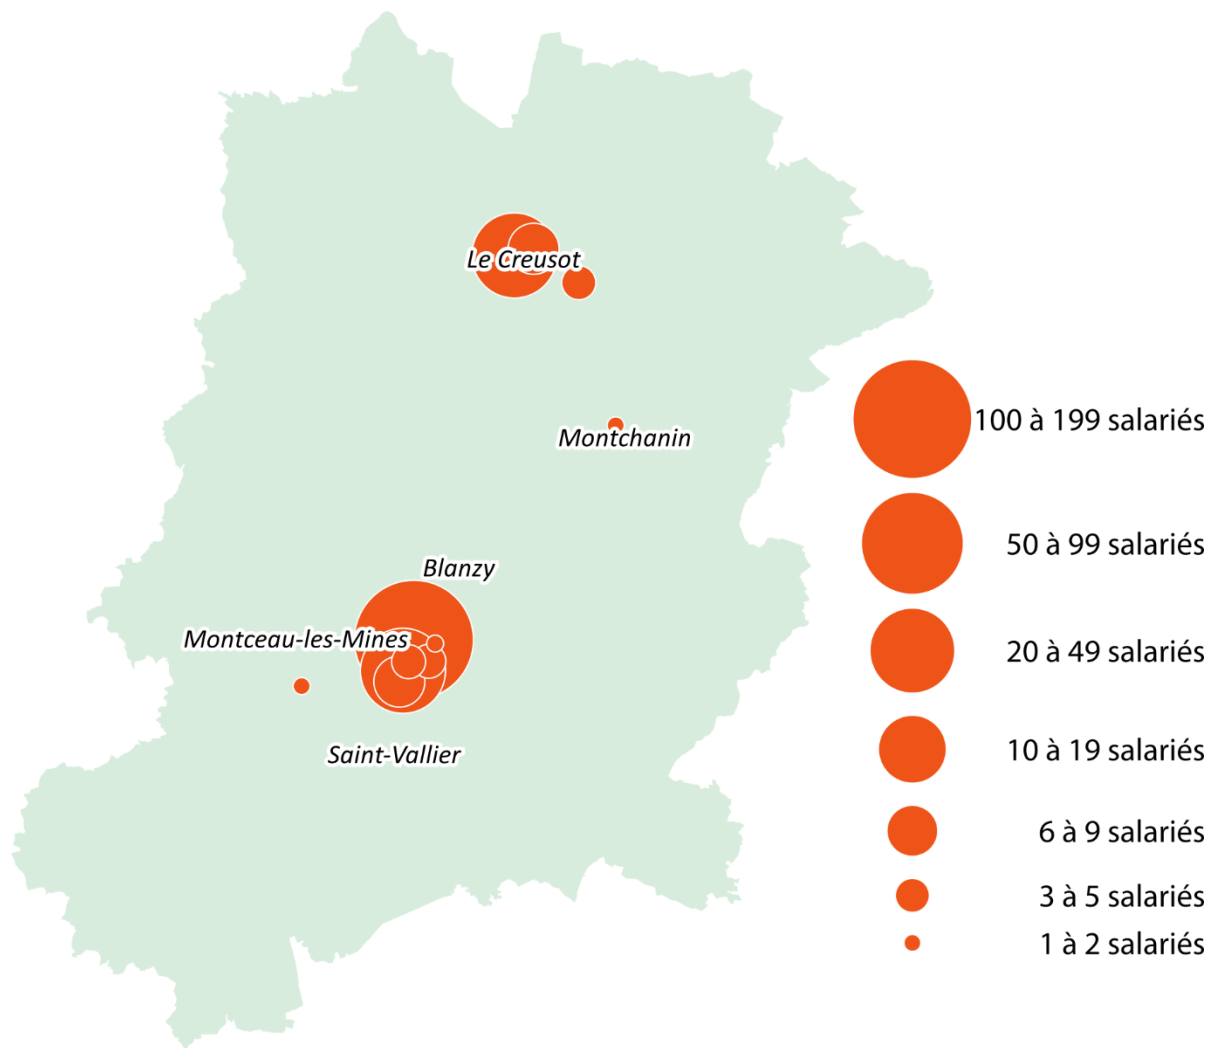 Le Creusot
Montchanin
Blanzy
Montceau-les-Mines
Saint-Vallier
100 à 199 salariés
50 à 99 salariés
20 à 49 salariés
10 à 19 salariés
6 à 9 salariés
3 à 5 salariés
1 à 2 salariés